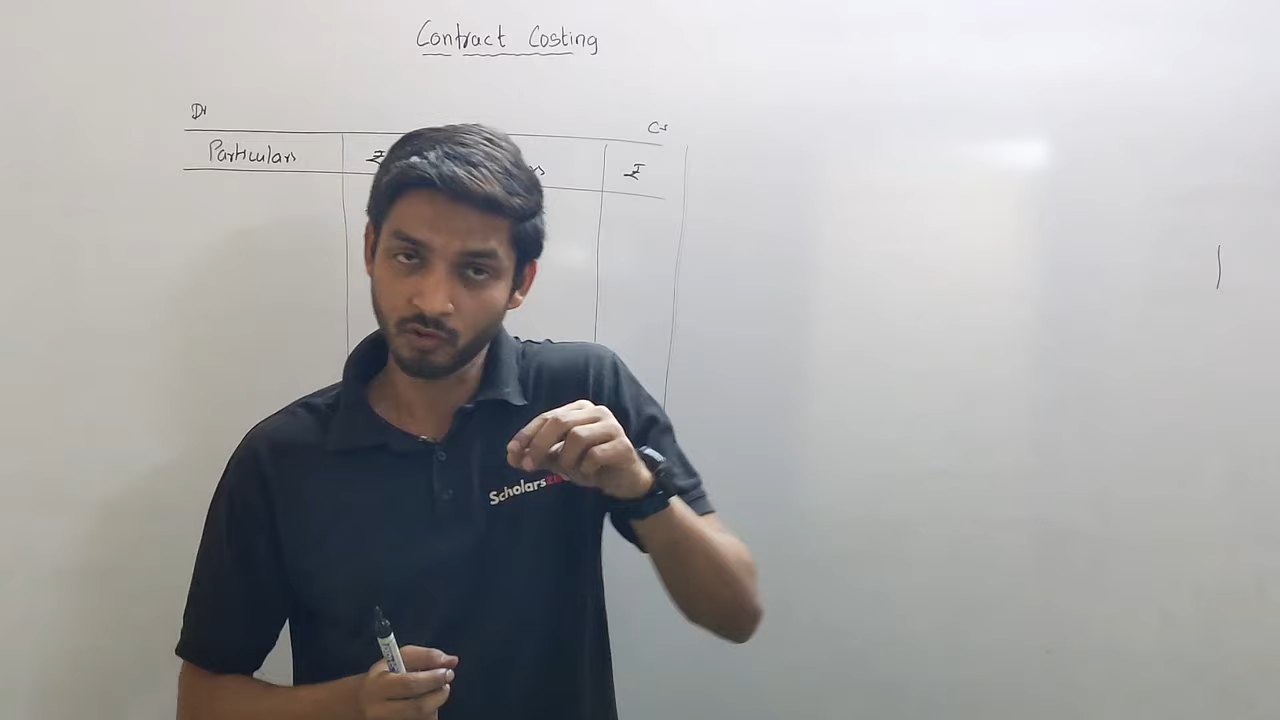 Contract Costing
Dr
Cr
Particulars ₹ ₹
Scholars